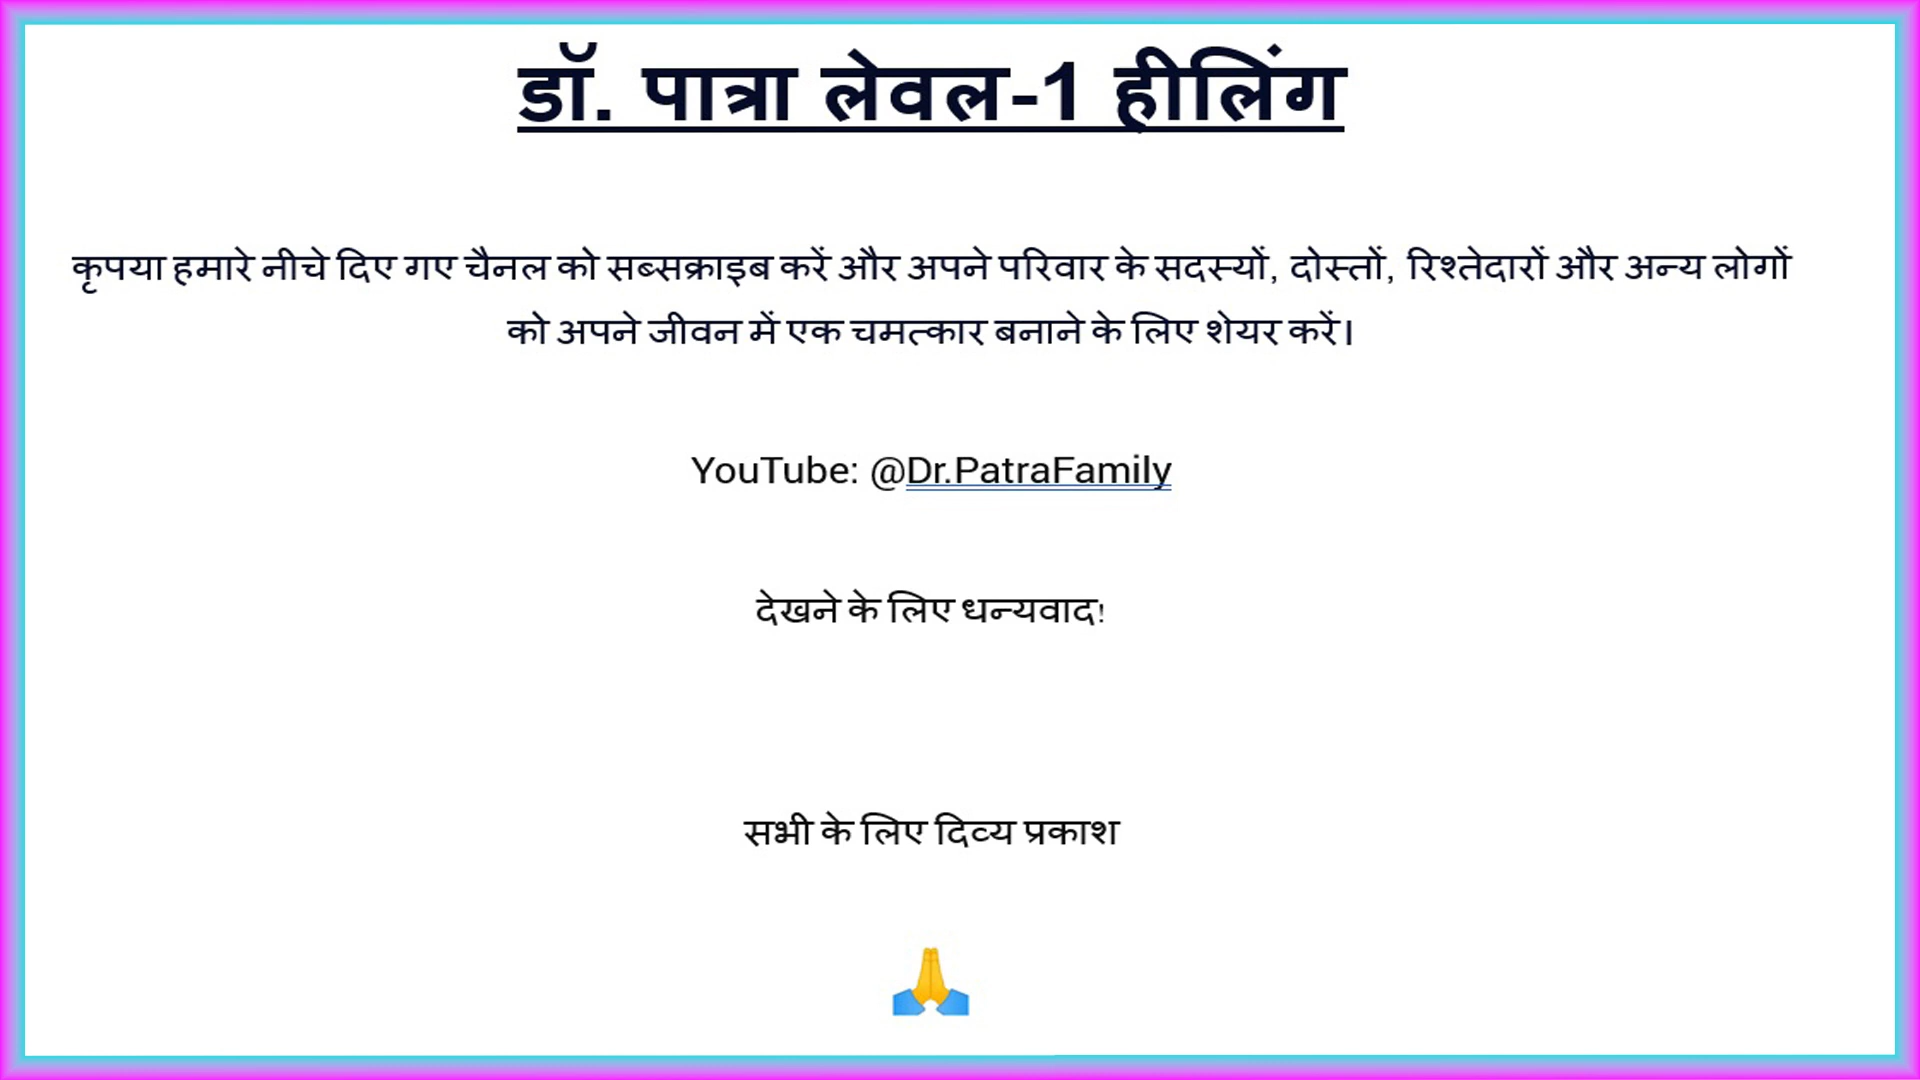 डॉ. पात्रा लेवल-1 हीलिंग
कृपया हमारे नीचे दिए गए चैनल को सब्सक्राइब करें और अपने परिवार के सदस्यों, दोस्तों, रिश्तेदारों और अन्य लोगों
को अपने जीवन में एक चमत्कार बनाने के लिए शेयर करें।
YouTube: @Dr.PatraFamily
देखने के लिए धन्यवाद!
सभी के लिए दिव्य प्रकाश